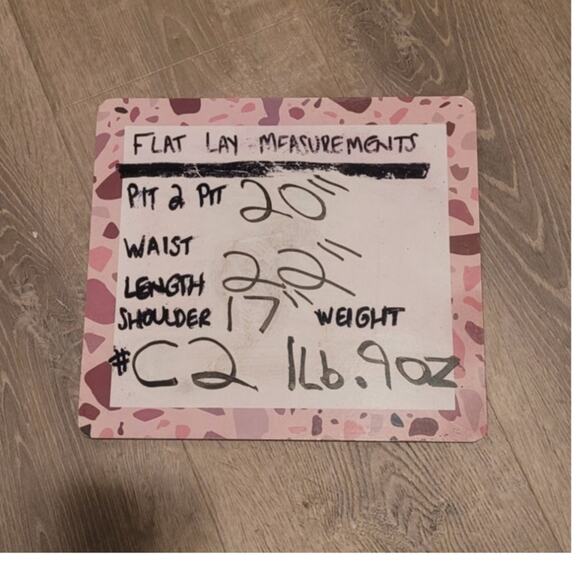 FLAT LAY MEASUREMENTS
PIT 2 PIT 20"
WAIST
LENGTH 22"
SHOULDER 17" WEIGHT
#C2 1Lb.9oz